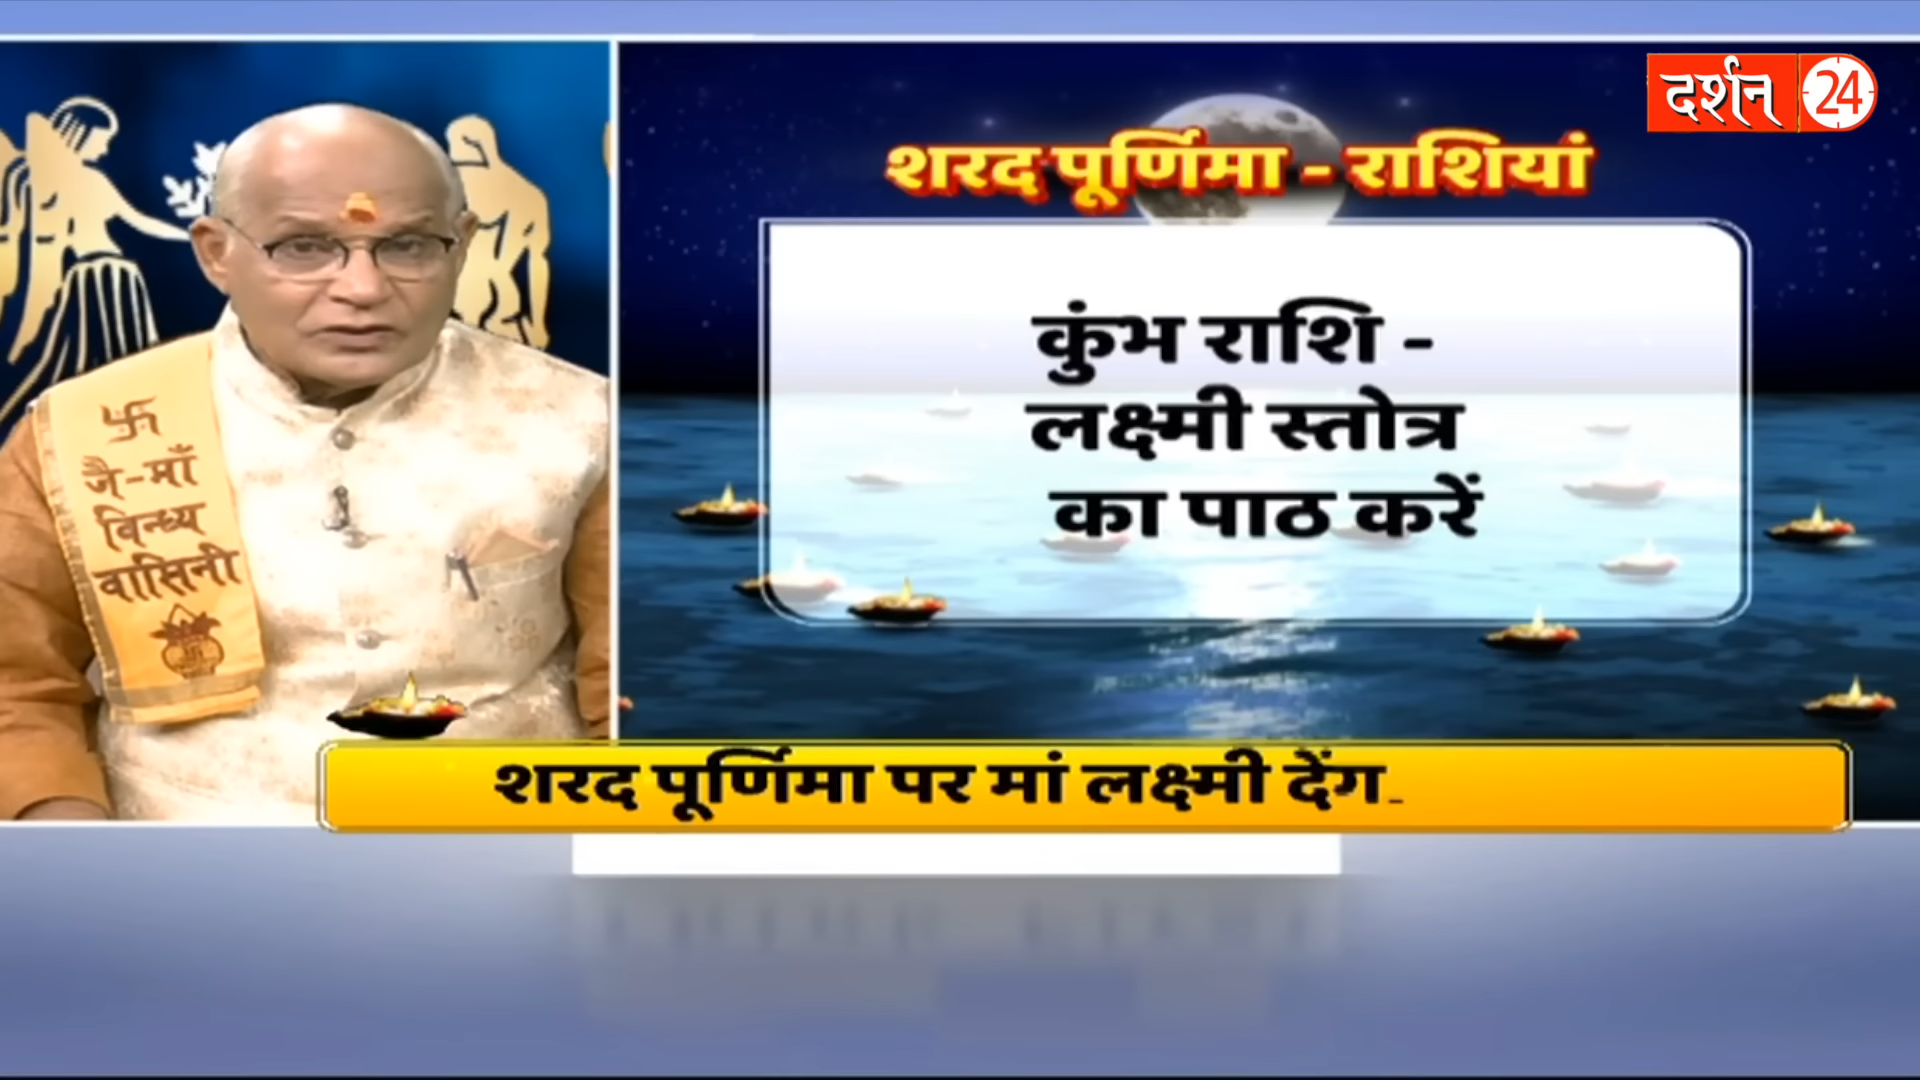 दर्शन 24
शरद पूर्णिमा - राशियां
कुंभ राशि -
लक्ष्मी स्तोत्र
का पाठ करें
जै-माँ
विन्ध्य
वासिनी
शरद पूर्णिमा पर मां लक्ष्मी देंग